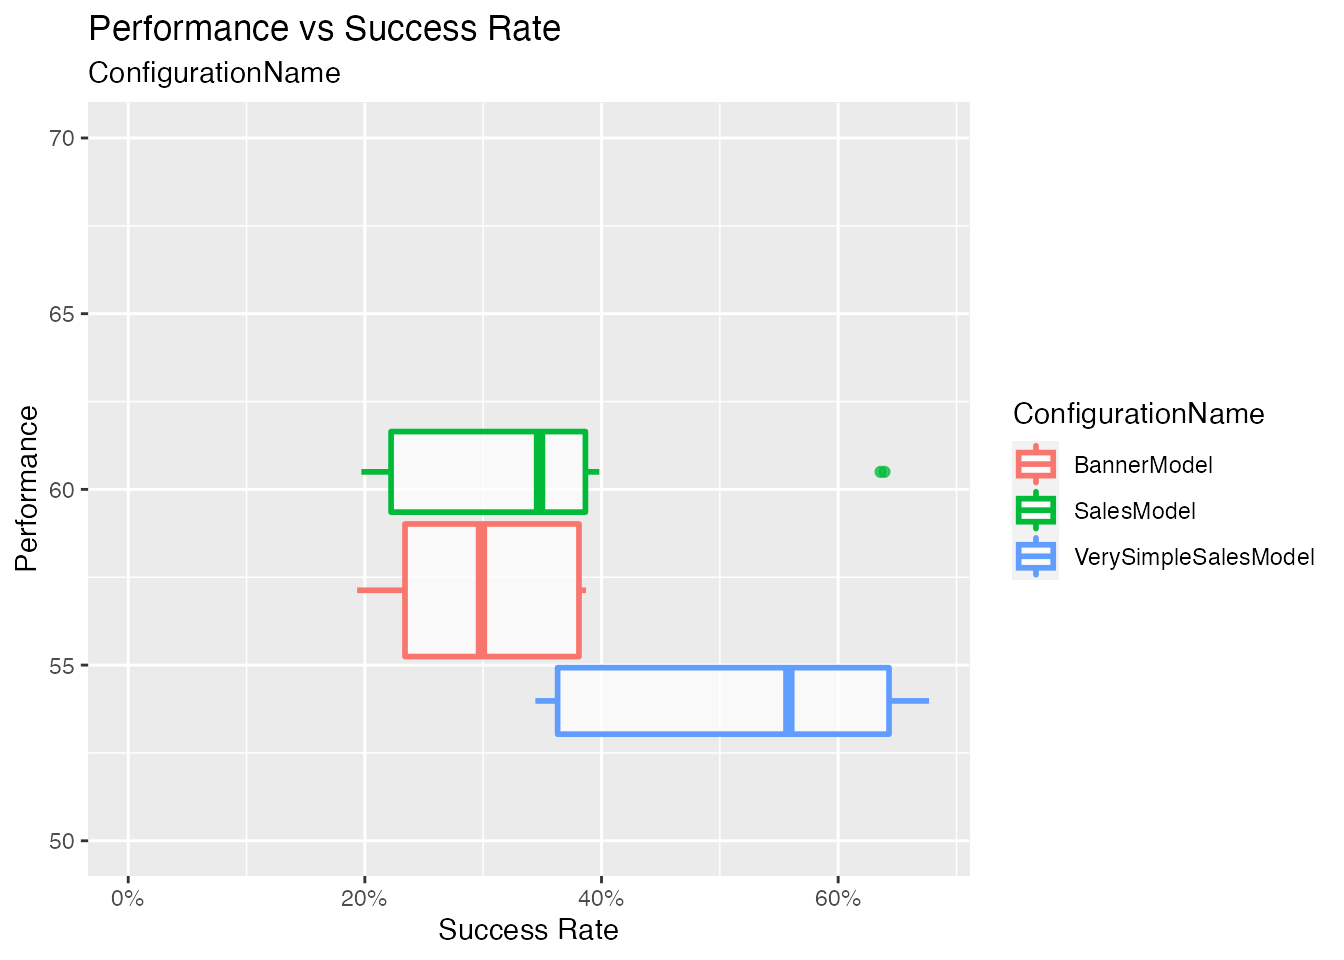 Performance vs Success Rate
ConfigurationName
70
65
60
55
50
Performance
0% 20% 40% 60%
Success Rate
ConfigurationName
BannerModel
SalesModel
VerySimpleSalesModel